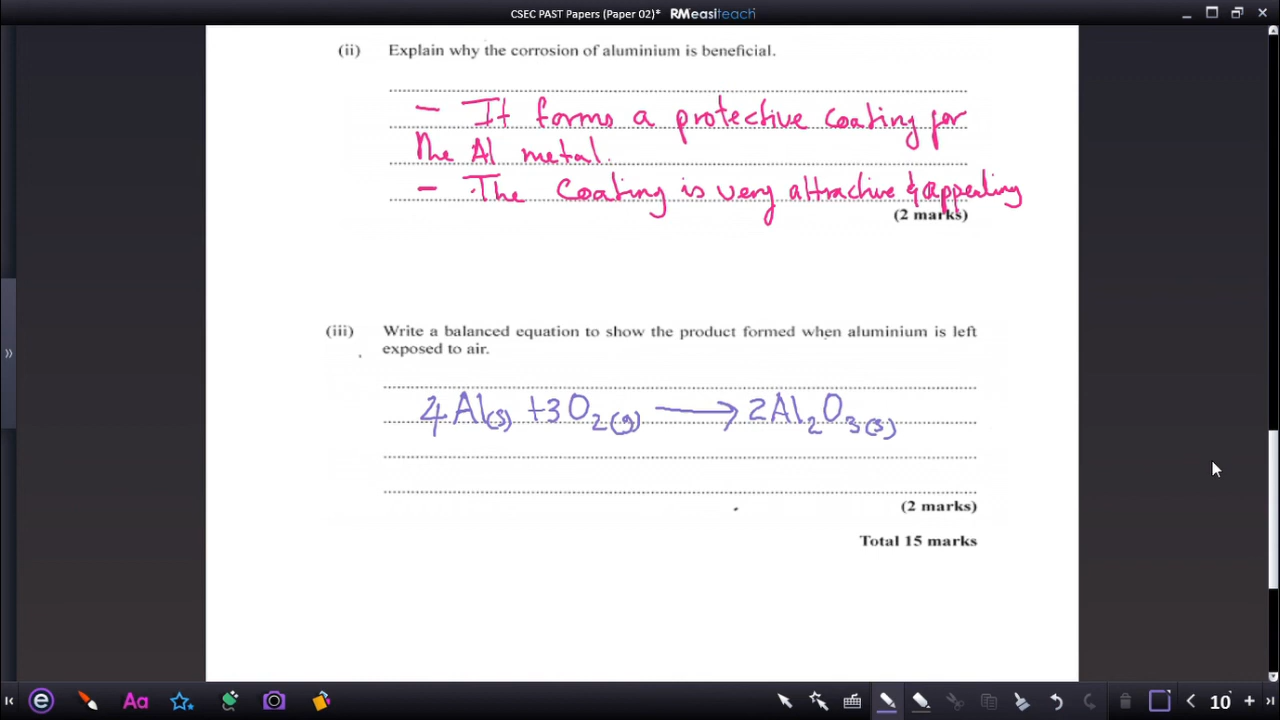 CSEC PAST Papers (Paper 02)* RMeasiteach
(ii) Explain why the corrosion of aluminium is beneficial.
- It forms a protective coating for
the Al metal.
- The Coating is very attractive & appealing
(2 marks)
(iii) Write a balanced equation to show the product formed when aluminium is left
exposed to air.
4Al(s) + 3O₂(g) → 2Al₂O₃(s)
(2 marks)
Total 15 marks
Aa
10